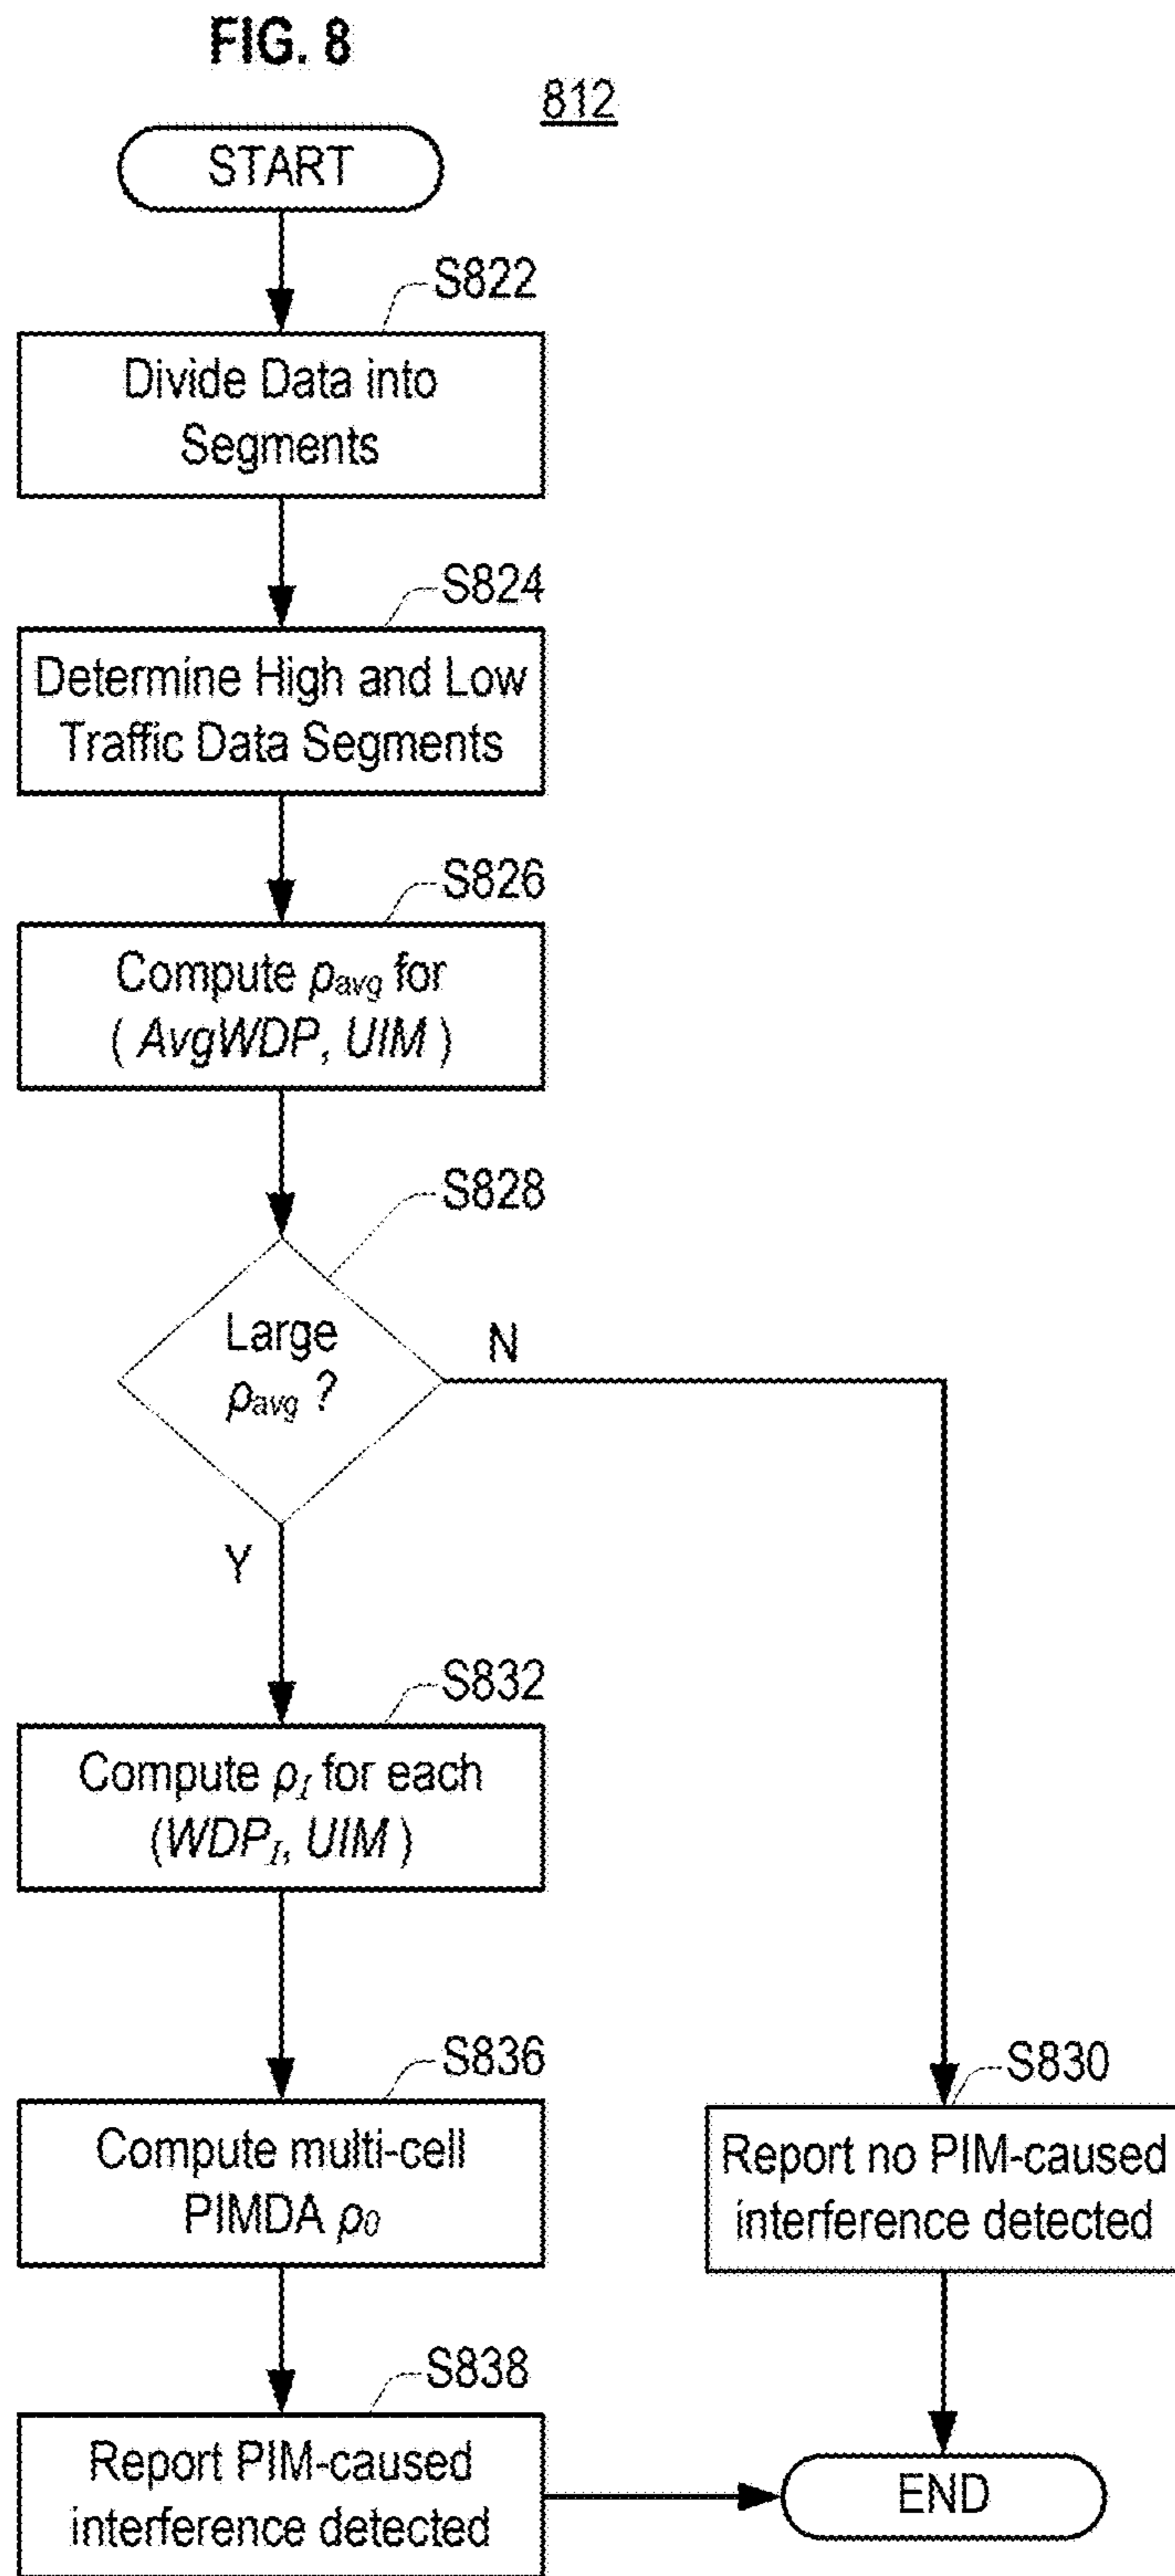 FIG. 8
812
START
S822
Divide Data into
Segments
S824
Determine High and Low
Traffic Data Segments
S826
Compute ρavg for
( AvgWDP, UIM )
S828
Large
ρavg ?
N
Y
S832
Compute ρI for each
(WDPI, UIM )
S836
Compute multi-cell
PIMDA ρ0
S830
Report no PIM-caused
interference detected
S838
Report PIM-caused
interference detected
END